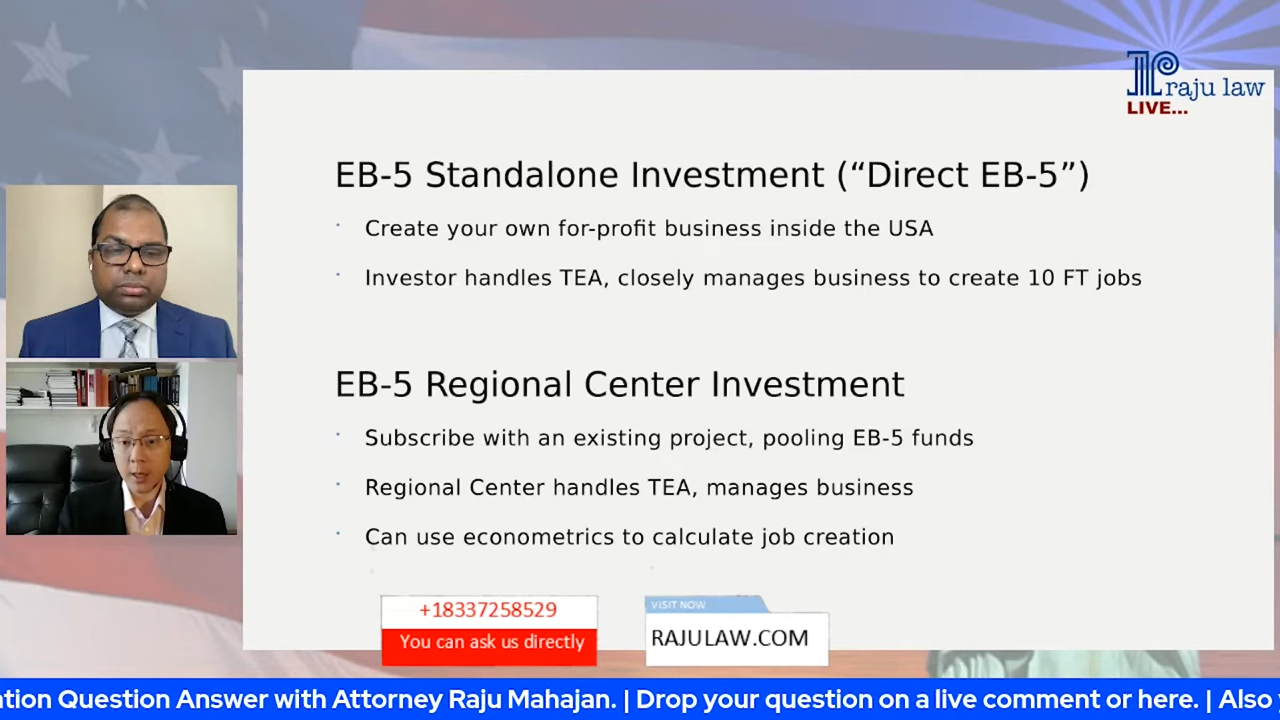 raju law
LIVE...
EB-5 Standalone Investment (“Direct EB-5”)
Create your own for-profit business inside the USA
Investor handles TEA, closely manages business to create 10 FT jobs
EB-5 Regional Center Investment
Subscribe with an existing project, pooling EB-5 funds
Regional Center handles TEA, manages business
Can use econometrics to calculate job creation
+18337258529
You can ask us directly
VISIT NOW
RAJULAW.COM
ation Question Answer with Attorney Raju Mahajan. | Drop your question on a live comment or here. | Also